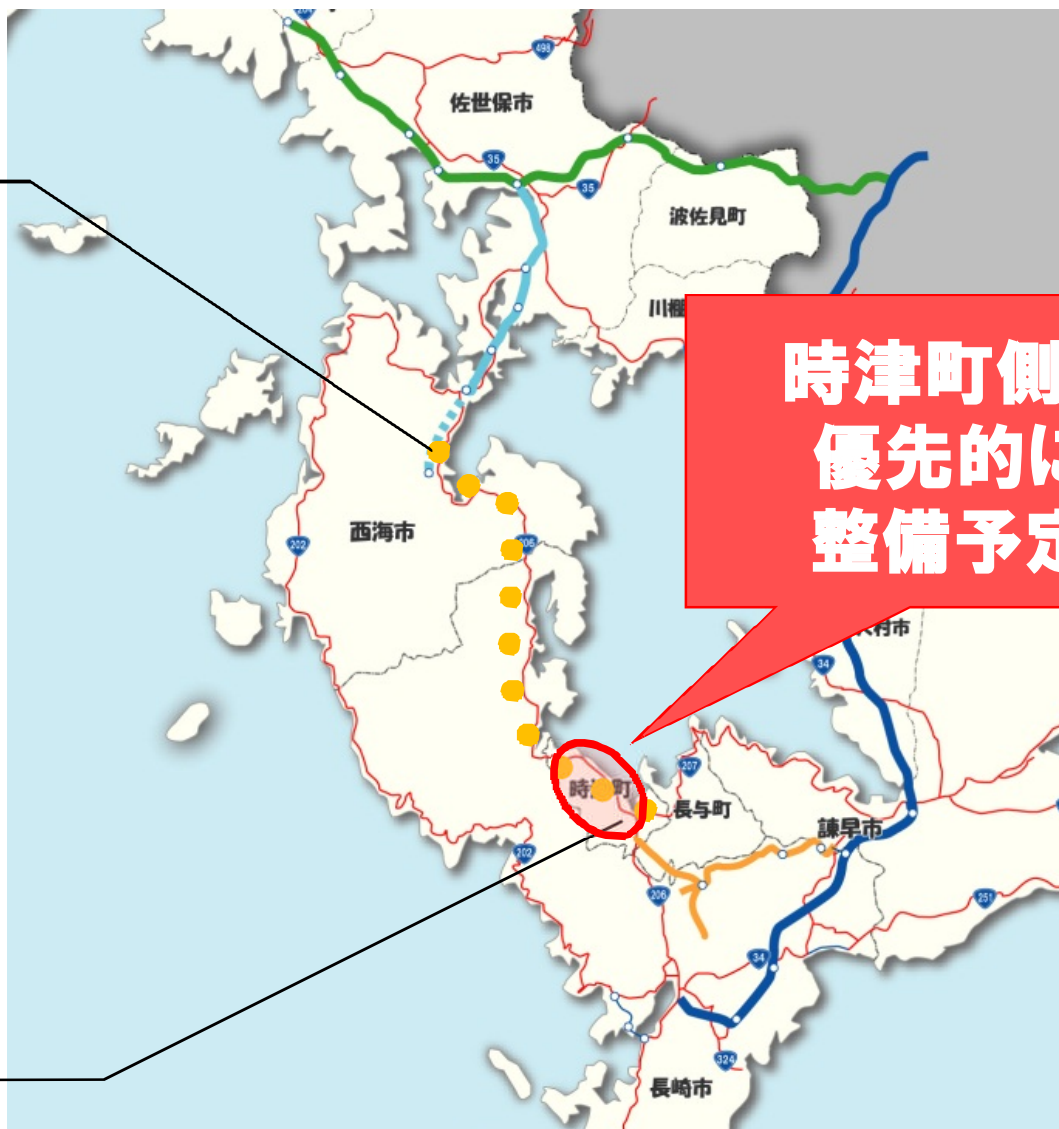 498
佐世保市
35
35
波佐見町
川棚
時津町側
優先的に
整備予定
西海市
202
206
大村市
34
207
時津町
長与町
諫早市
202
206
251
34
324
長崎市